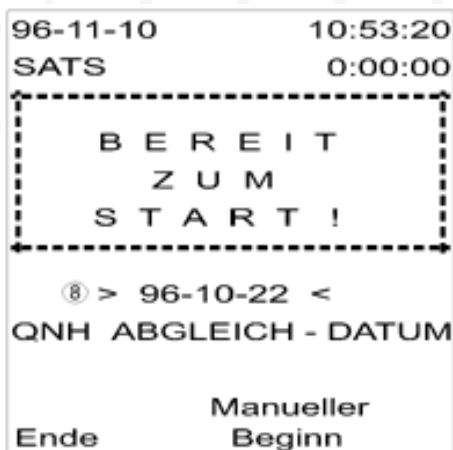 96-11-10 10:53:20
SATS 0:00:00
B E R E I T
Z U M
S T A R T !
⑧ > 96-10-22 <
QNH ABGLEICH - DATUM
Manueller
Ende Beginn